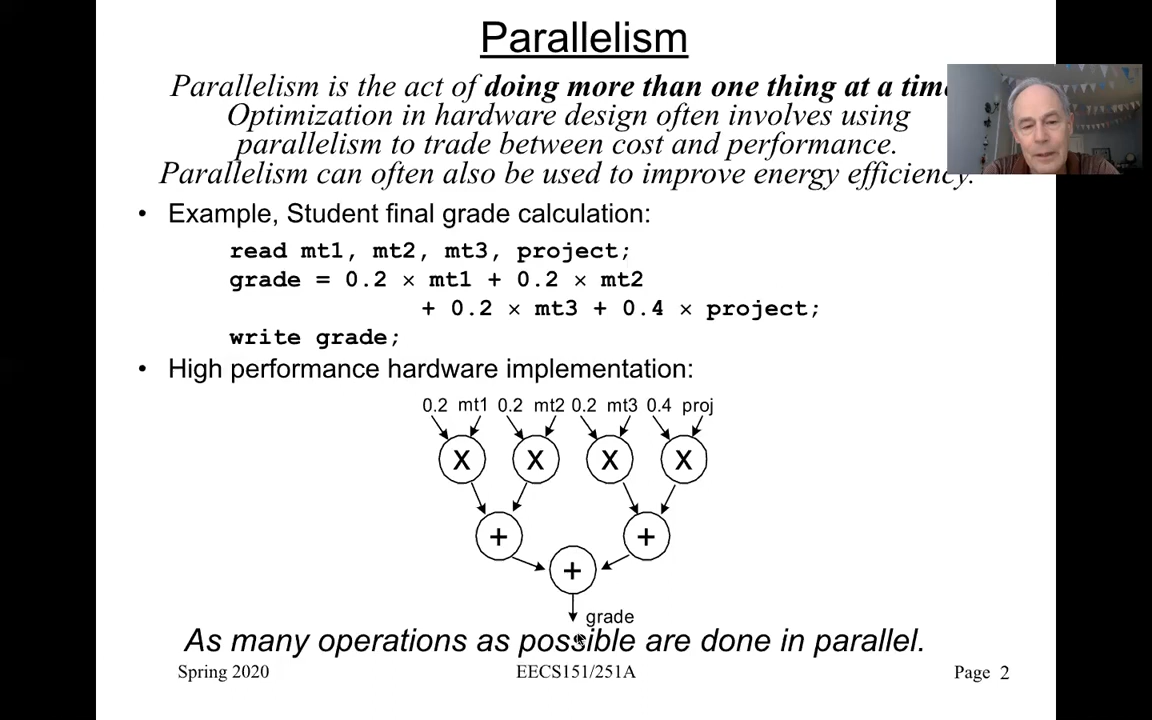 Parallelism
Parallelism is the act of doing more than one thing at a
Optimization in hardware design often involves using
parallelism to trade between cost and performance.
Parallelism can often also be used to improve energy efficiency.
• Example, Student final grade calculation:
read mt1, mt2, mt3, project;
grade = 0.2 × mt1 + 0.2 × mt2
+ 0.2 × mt3 + 0.4 × project;
write grade;
• High performance hardware implementation:
0.2 mt1 0.2 mt2 0.2 mt3 0.4 proj
X X X X
+ +
+
grade
As many operations as possible are done in parallel.
Spring 2020 EECS151/251A Page 2